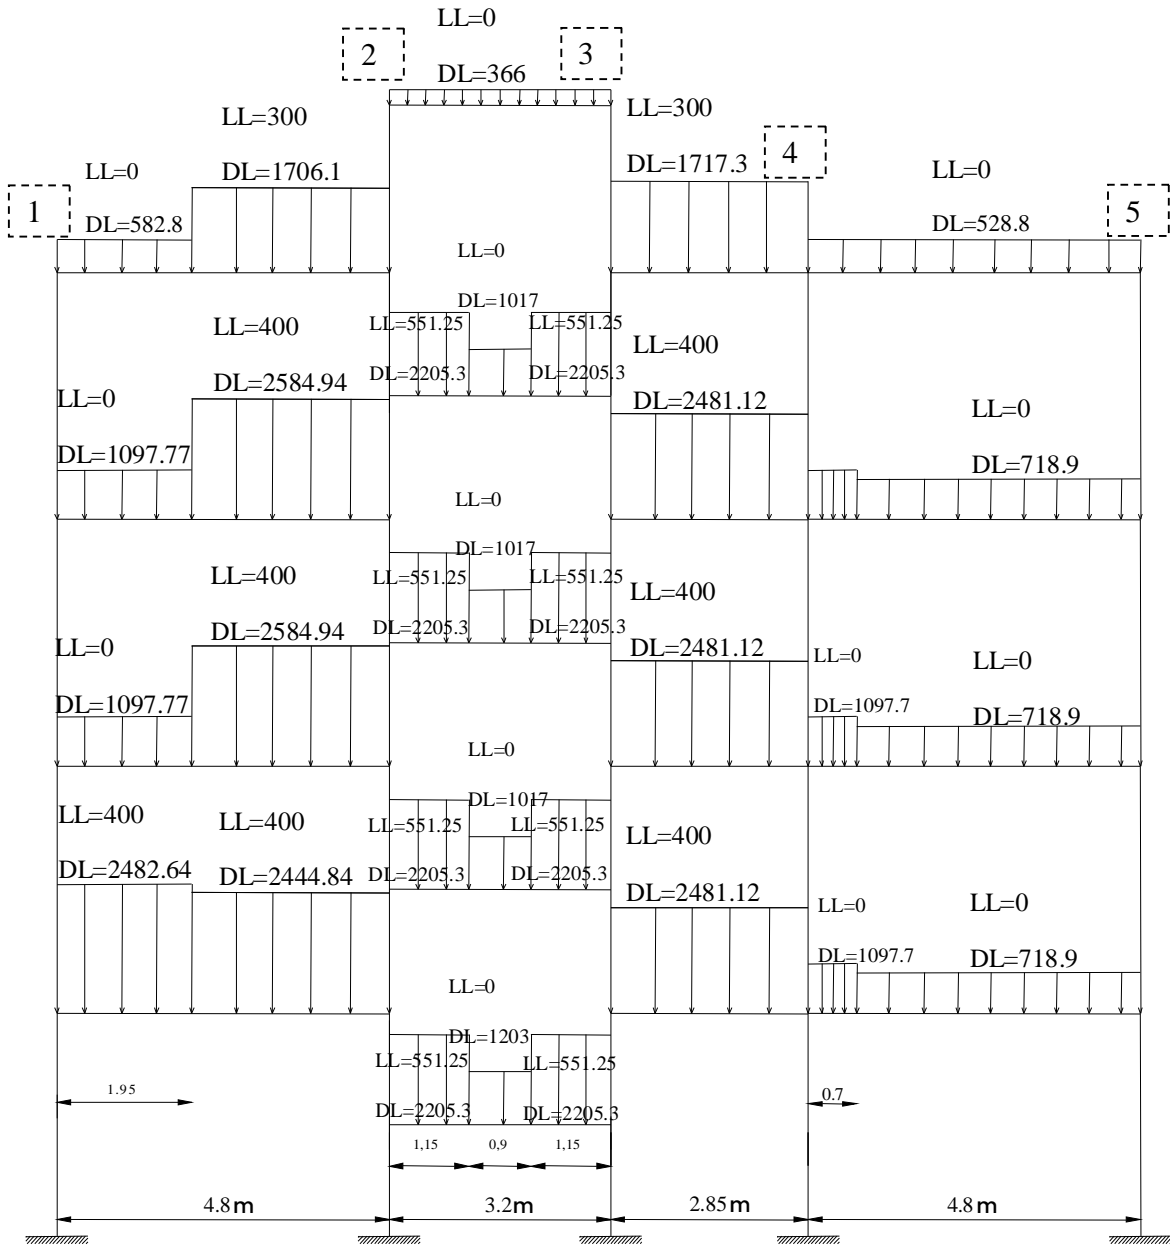 LL=0
2
3
DL=366
LL=300
LL=300
LL=0
DL=1706.1
DL=1717.3
4
LL=0
1
DL=582.8
DL=528.8
5
LL=0
DL=1017
LL=400
LL=551.25
LL=551.25
LL=400
DL=2584.94
DL=2205.3
DL=2205.3
DL=2481.12
LL=0
LL=0
DL=1097.77
DL=718.9
LL=0
DL=1017
LL=400
LL=551.25
LL=551.25
LL=400
DL=2584.94
DL=2205.3
DL=2205.3
DL=2481.12
LL=0
LL=0
LL=0
DL=1097.77
DL=1097.7
DL=718.9
LL=0
DL=1017
LL=400
LL=400
LL=551.25
LL=551.25
LL=400
DL=2482.64
DL=2444.84
DL=2205.3
DL=2205.3
DL=2481.12
LL=0
LL=0
DL=1097.7
DL=718.9
LL=0
DL=1203
LL=551.25
LL=551.25
1.95
0.7
DL=2205.3
DL=2205.3
1,15
0,9
1,15
4.8m
3.2m
2.85m
4.8m